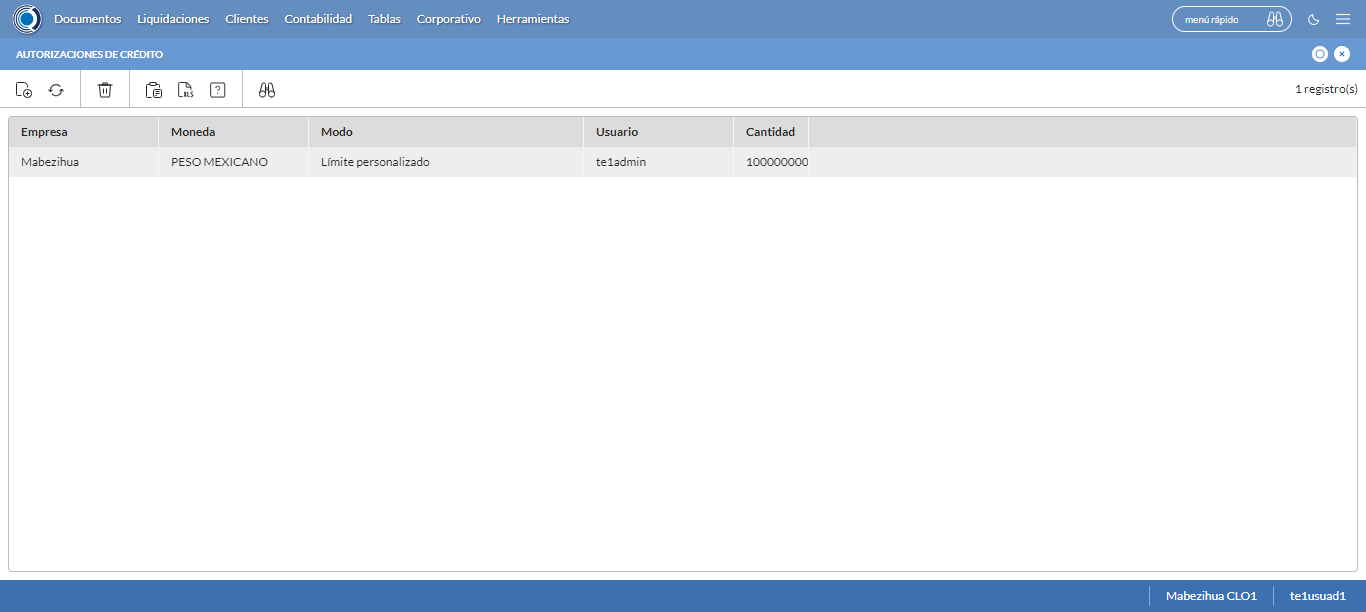 Documentos Liquidaciones Clientes Contabilidad Tablas Corporativo Herramientas menú rápido
AUTORIZACIONES DE CRÉDITO
XLS ? 1 registro(s)
Empresa Moneda Modo Usuario Cantidad
Mabezihua PESO MEXICANO Límite personalizado te1admin 100000000
Mabezihua CLO1 te1usuad1